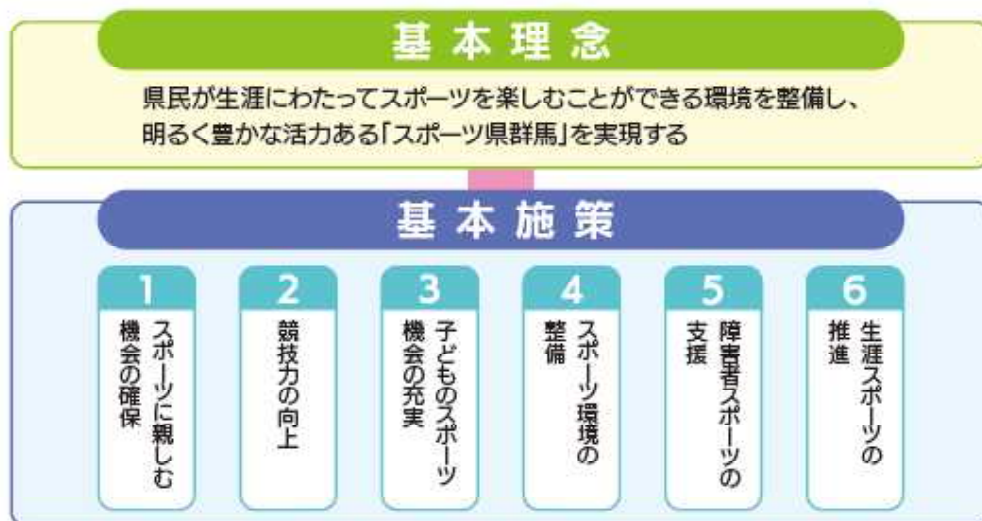 基本理念
県民が生涯にわたってスポーツを楽しむことができる環境を整備し、
明るく豊かな活力ある「スポーツ県群馬」を実現する
基本施策
1
スポーツに親しむ
機会の確保
2
競技力の向上
3
子どものスポーツ
機会の充実
4
スポーツ環境の
整備
5
障害者スポーツの
支援
6
生涯スポーツの
推進